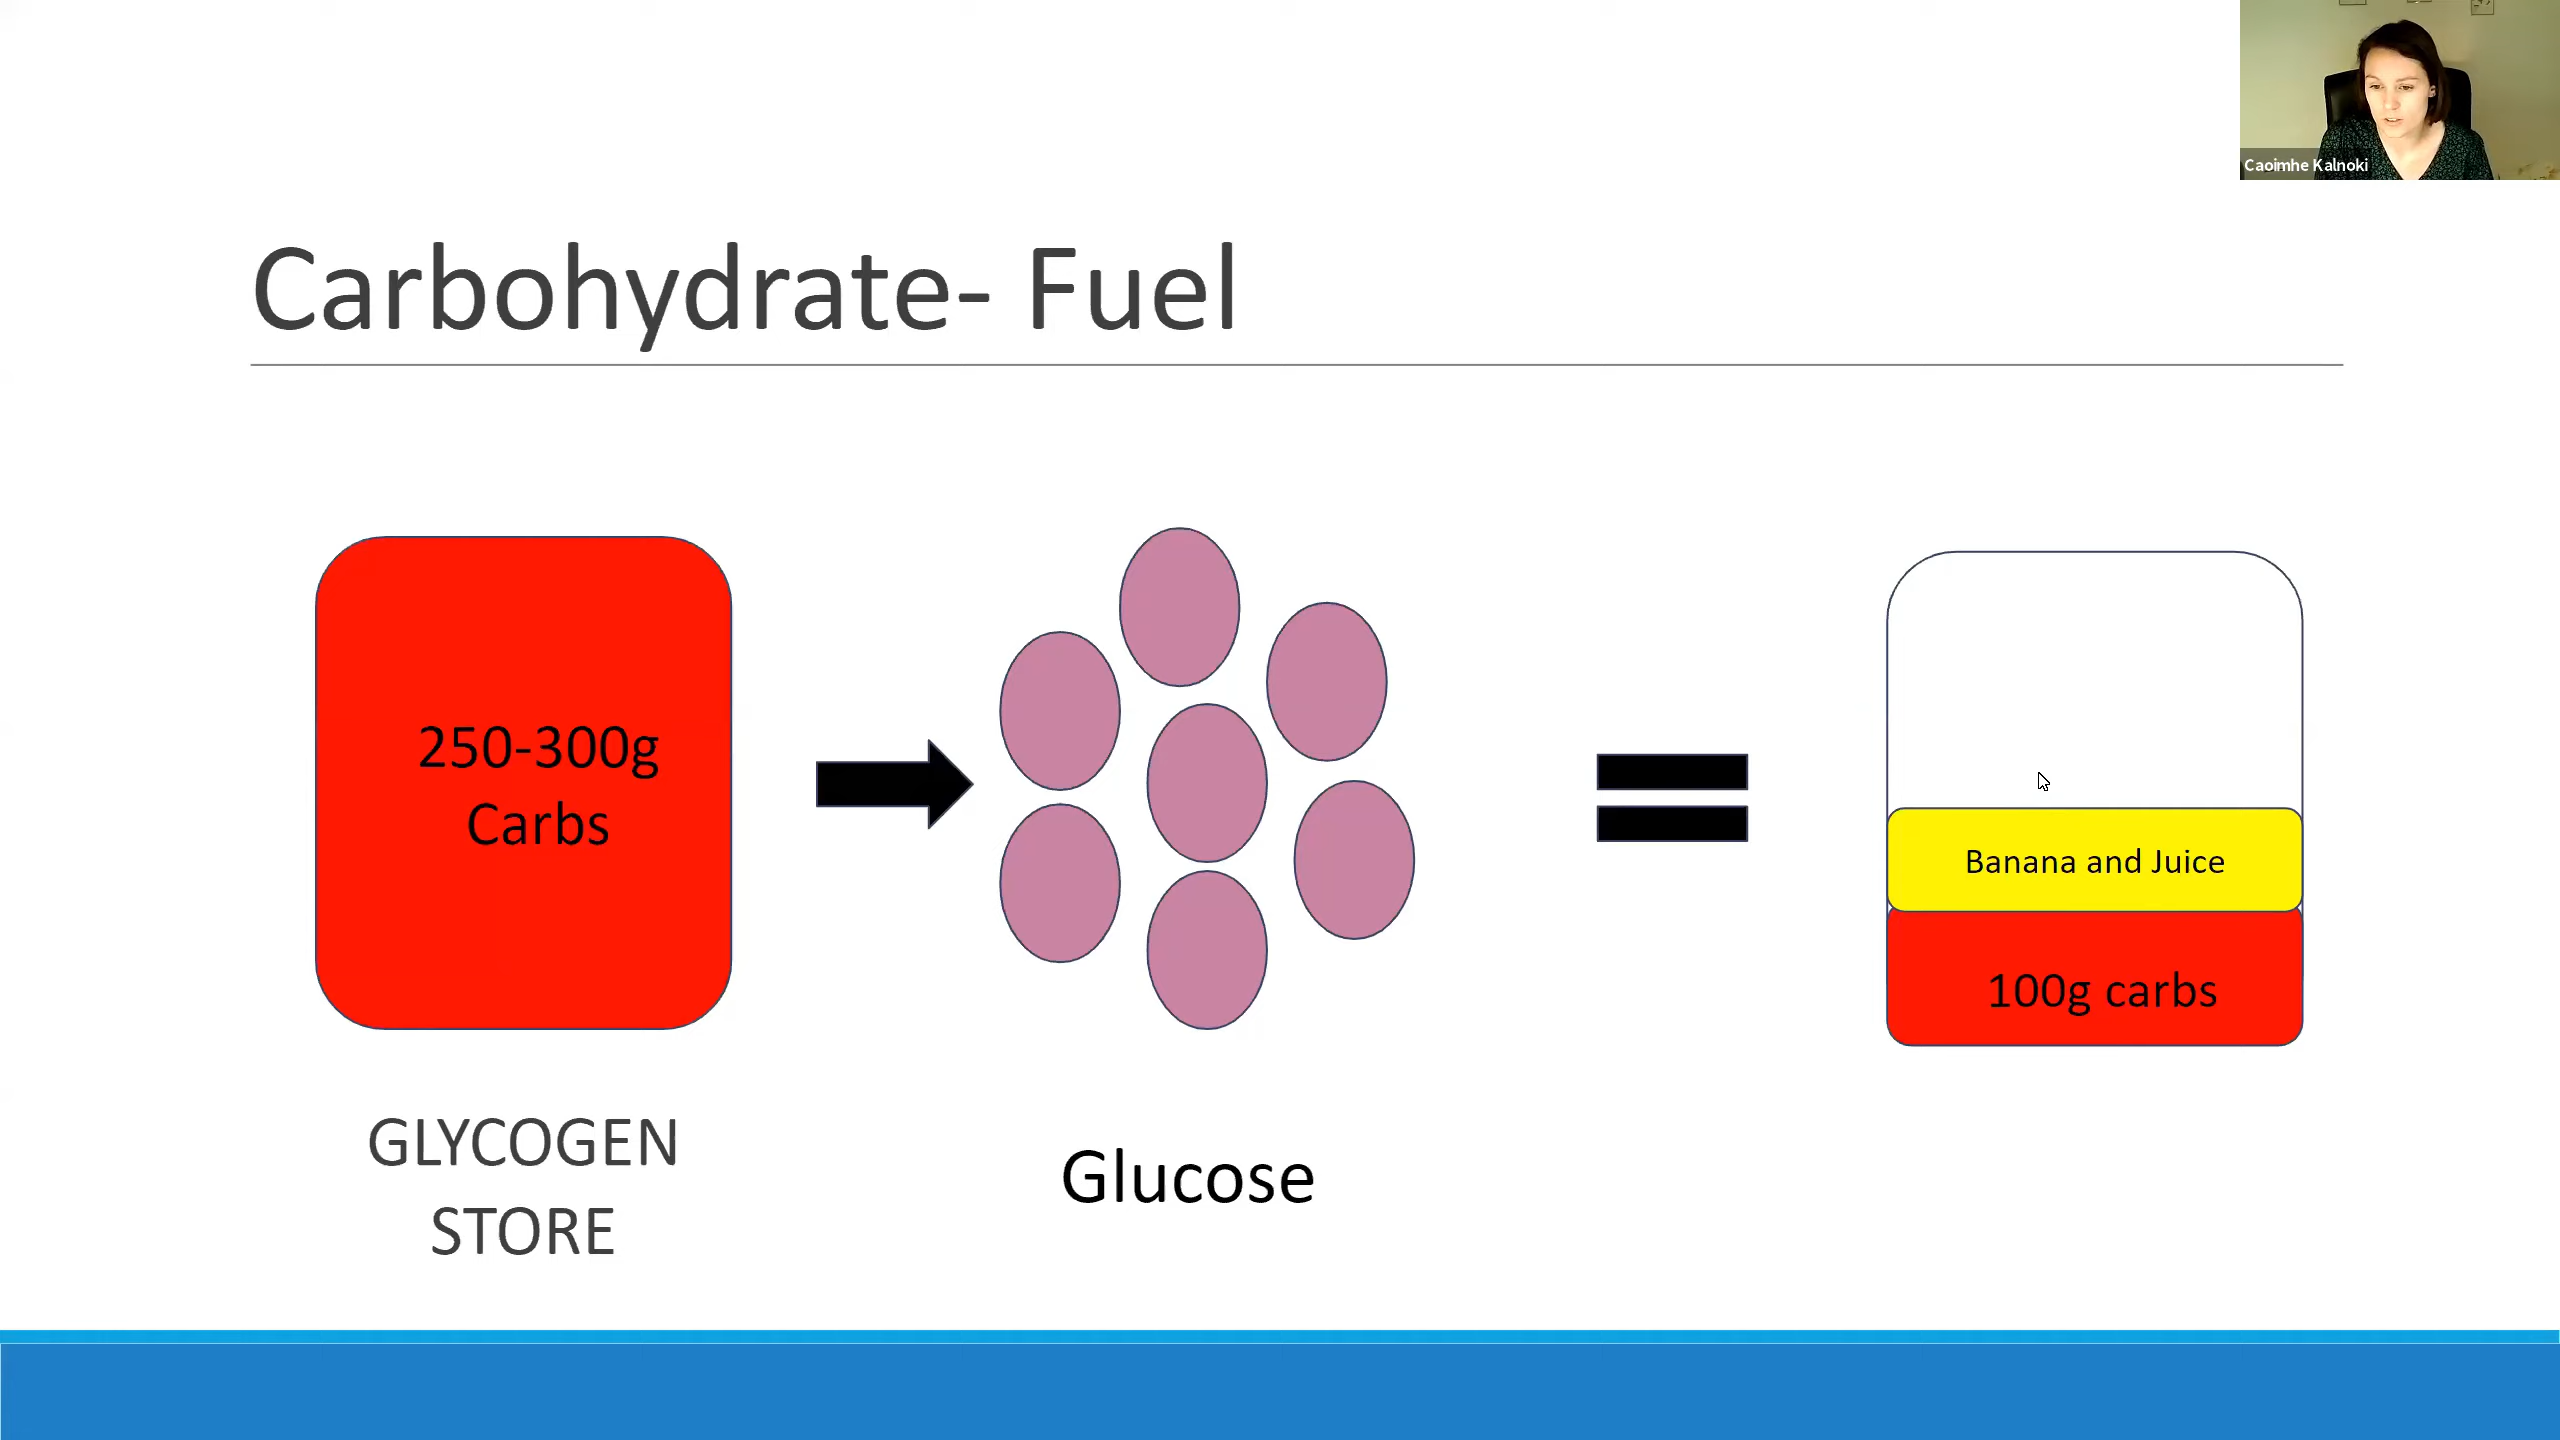 Caoimhe Kalnoki
Carbohydrate- Fuel
250-300g
Carbs
Banana and Juice
100g carbs
GLYCOGEN
STORE
Glucose